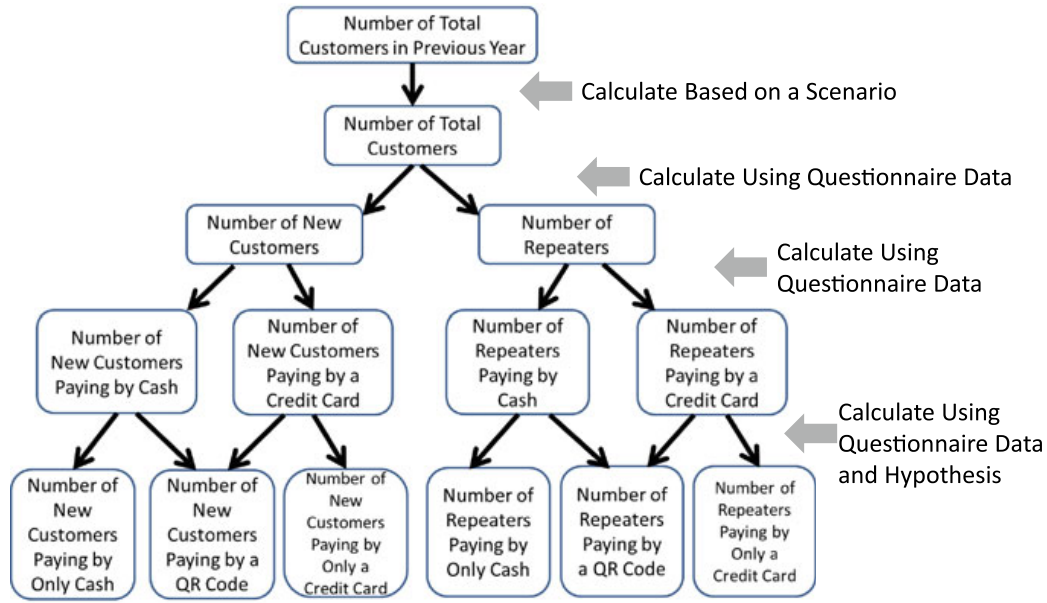 Number of Total
Customers in Previous Year
Calculate Based on a Scenario
Number of Total
Customers
Calculate Using Questionnaire Data
Number of New
Customers
Number of
Repeaters
Calculate Using
Questionnaire Data
Number of
New Customers
Paying by Cash
Number of
New Customers
Paying by a
Credit Card
Number of
Repeaters
Paying by
Cash
Number of
Repeaters
Paying by a
Credit Card
Calculate Using
Questionnaire Data
and Hypothesis
Number of
New
Customers
Paying by
Only Cash
Number of
New
Customers
Paying by a
QR Code
Number of
New
Customers
Paying by
Only a
Credit Card
Number of
Repeaters
Paying by
Only Cash
Number of
Repeaters
Paying by
a QR Code
Number of
Repeaters
Paying by
Only a
Credit Card